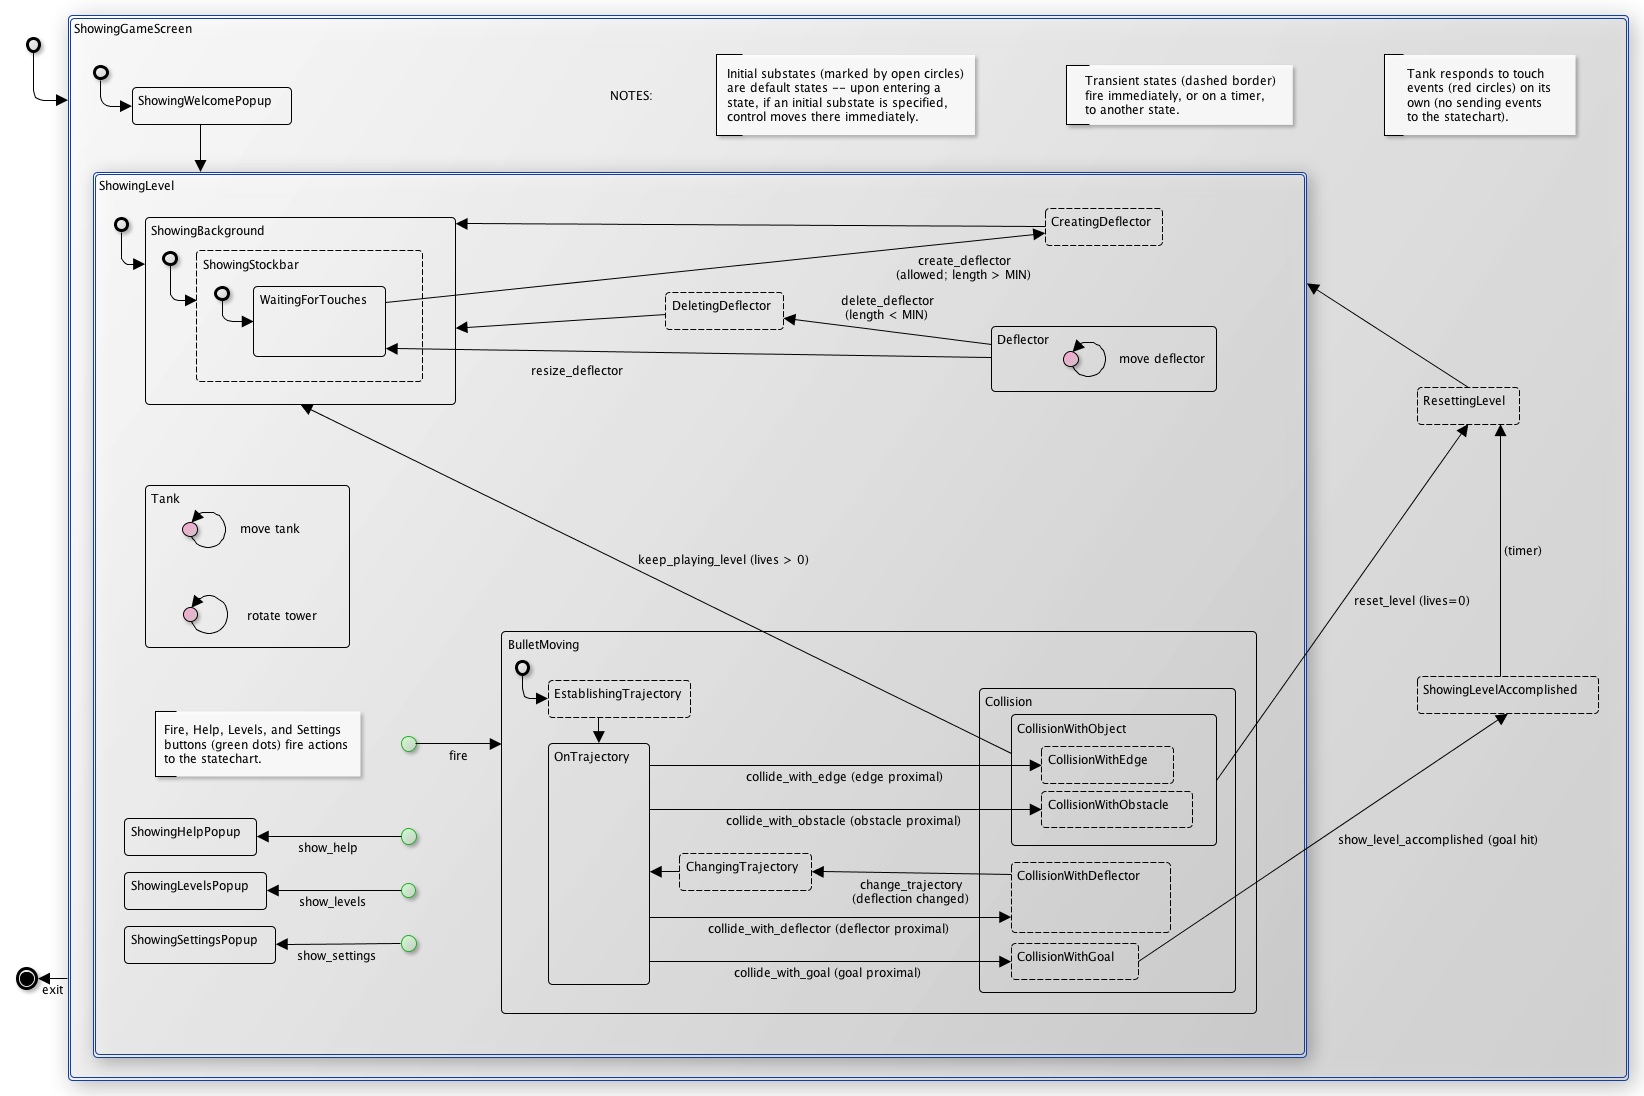 ShowingGameScreen
ShowingWelcomePopup
NOTES:
Initial substates (marked by open circles)
are default states -- upon entering a
state, if an initial substate is specified,
control moves there immediately.
Transient states (dashed border)
fire immediately, or on a timer,
to another state.
Tank responds to touch
events (red circles) on its
own (no sending events
to the statechart).
ShowingLevel
ShowingBackground
ShowingStockbar
WaitingForTouches
CreatingDeflector
create_deflector
(allowed; length > MIN)
DeletingDeflector
delete_deflector
(length < MIN)
Deflector
move deflector
resize_deflector
ResettingLevel
Tank
move tank
rotate tower
keep_playing_level (lives > 0)
(timer)
reset_level (lives=0)
BulletMoving
EstablishingTrajectory
ShowingLevelAccomplished
Collision
CollisionWithObject
Fire, Help, Levels, and Settings
buttons (green dots) fire actions
to the statechart.
fire
OnTrajectory
CollisionWithEdge
collide_with_edge (edge proximal)
CollisionWithObstacle
collide_with_obstacle (obstacle proximal)
ShowingHelpPopup
show_help
show_level_accomplished (goal hit)
ChangingTrajectory
CollisionWithDeflector
change_trajectory
(deflection changed)
ShowingLevelsPopup
show_levels
collide_with_deflector (deflector proximal)
ShowingSettingsPopup
show_settings
CollisionWithGoal
collide_with_goal (goal proximal)
exit